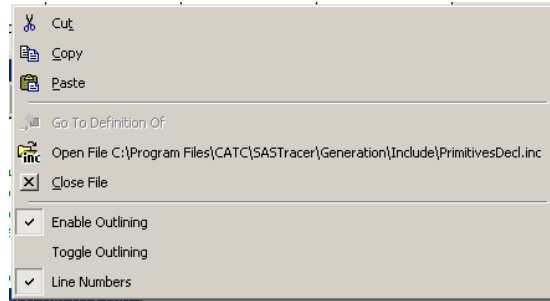 Cut
Copy
Paste
Go To Definition Of
inc Open File C:\Program Files\CATC\SASTracer\Generation\Include\PrimitivesDecl.inc
Close File
Enable Outlining
Toggle Outlining
Line Numbers